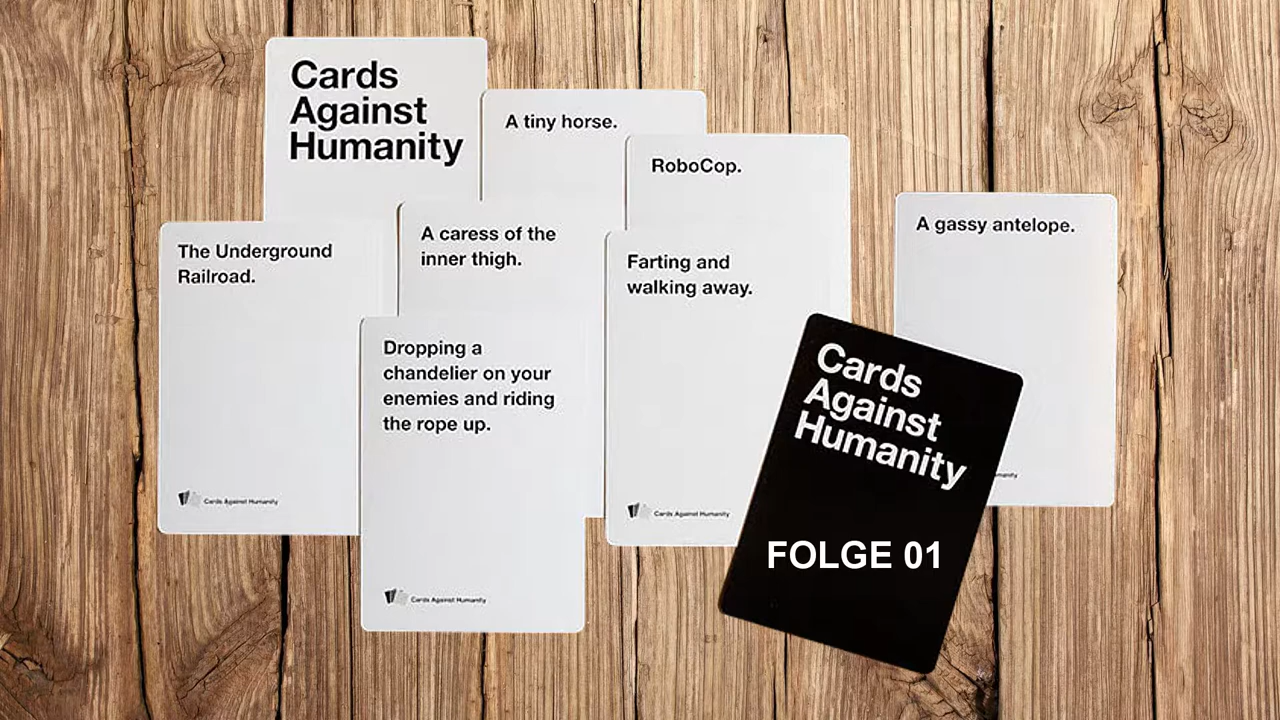 Cards
Against
Humanity
A tiny horse.
RoboCop.
A gassy antelope.
The Underground
Railroad.
A caress of the
inner thigh.
Farting and
walking away.
Dropping a
chandelier on your
enemies and riding
the rope up.
Cards
Against
Humanity
FOLGE 01
Cards Against Humanity
Cards Against Humanity
Cards Against Humanity